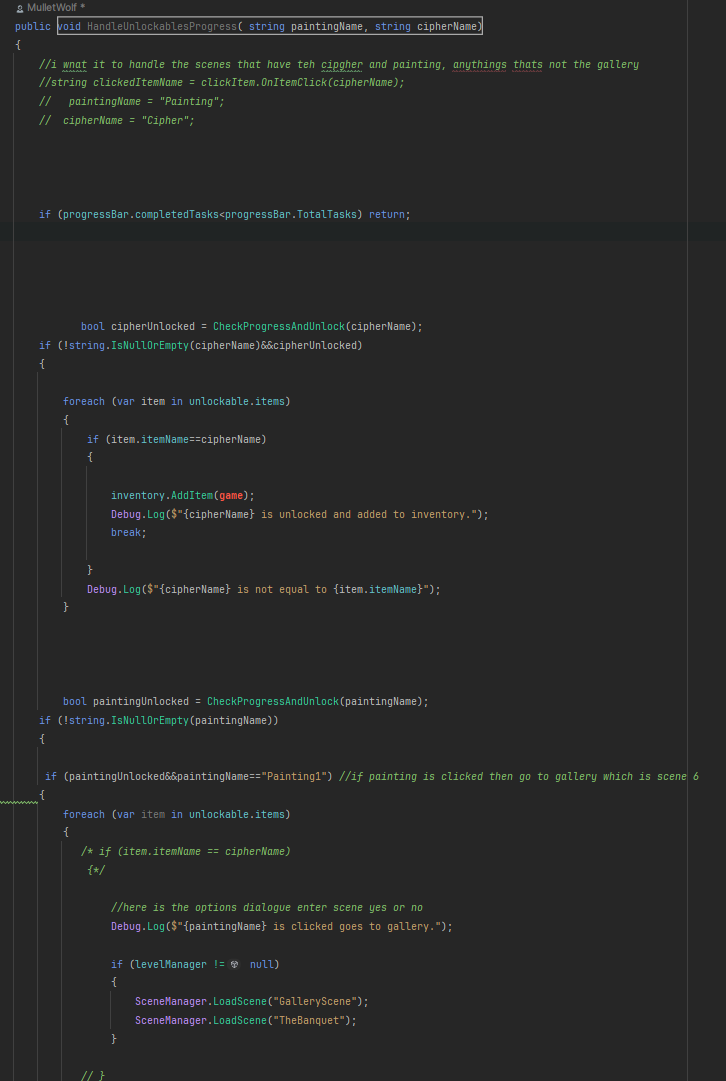 MulletWolf *
public void HandleUnlockablesProgress( string paintingName, string cipherName)
{
//i wnat it to handle the scenes that have teh cipgher and painting, anythings thats not the gallery
//string clickedItemName = clickItem.OnItemClick(cipherName);
//   paintingName = "Painting";
//  cipherName = "Cipher";
if (progressBar.completedTasks<progressBar.TotalTasks) return;
bool cipherUnlocked = CheckProgressAndUnlock(cipherName);
if (!string.IsNullOrEmpty(cipherName)&&cipherUnlocked)
{
foreach (var item in unlockable.items)
{
if (item.itemName==cipherName)
{
inventory.AddItem(game);
Debug.Log($"{cipherName} is unlocked and added to inventory.");
break;
}
Debug.Log($"{cipherName} is not equal to {item.itemName}");
}
bool paintingUnlocked = CheckProgressAndUnlock(paintingName);
if (!string.IsNullOrEmpty(paintingName))
{
if (paintingUnlocked&&paintingName=="Painting1") //if painting is clicked then go to gallery which is scene 6
{
foreach (var item in unlockable.items)
{
/* if (item.itemName == cipherName)
{*/
//here is the options dialogue enter scene yes or no
Debug.Log($"{paintingName} is clicked goes to gallery.");
if (levelManager != null)
{
SceneManager.LoadScene("GalleryScene");
SceneManager.LoadScene("TheBanquet");
}
// }